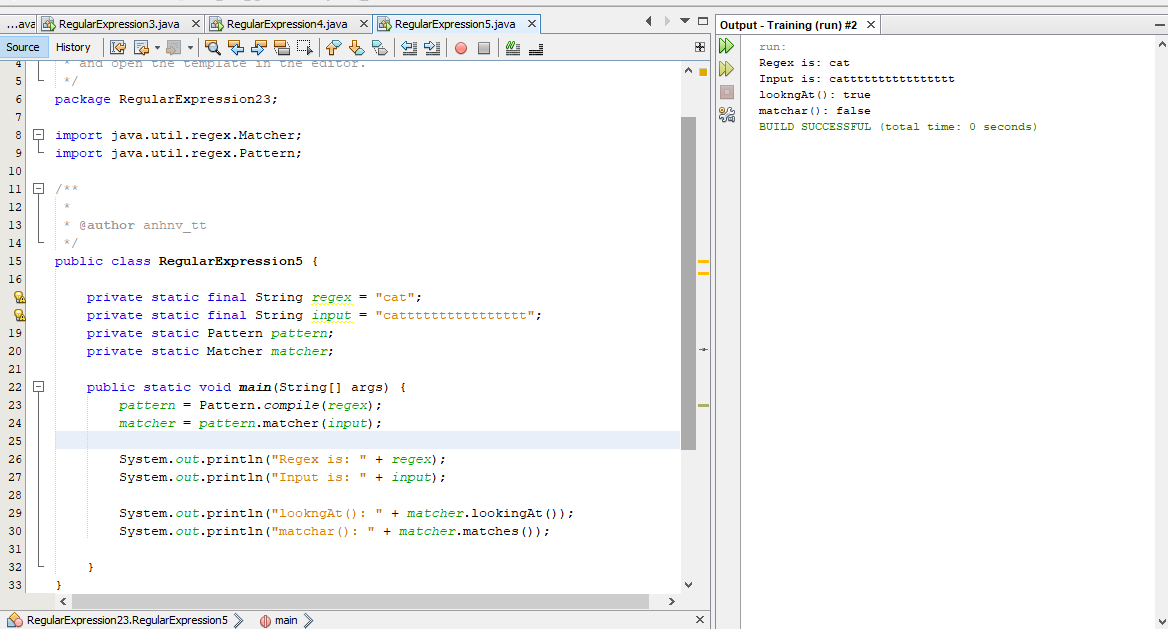 ...ava RegularExpression3.java RegularExpression4.java RegularExpression5.java
Source History
4 * and open the template in the editor.
5 */
6 package RegularExpression23;
7
8 import java.util.regex.Matcher;
9 import java.util.regex.Pattern;
10
11 /**
12 *
13 * @author anhnv_tt
14 */
15 public class RegularExpression5 {
16
private static final String regex = "cat";
private static final String input = "catttttttttttttttt";
19 private static Pattern pattern;
20 private static Matcher matcher;
21
22 public static void main(String[] args) {
23 pattern = Pattern.compile(regex);
24 matcher = pattern.matcher(input);
25
26 System.out.println("Regex is: " + regex);
27 System.out.println("Input is: " + input);
28
29 System.out.println("lookngAt(): " + matcher.lookingAt());
30 System.out.println("matchar(): " + matcher.matches());
31
32 }
33 }
RegularExpression23.RegularExpression5 main
Output - Training (run) #2
run:
Regex is: cat
Input is: catttttttttttttttt
lookngAt(): true
matchar(): false
BUILD SUCCESSFUL (total time: 0 seconds)